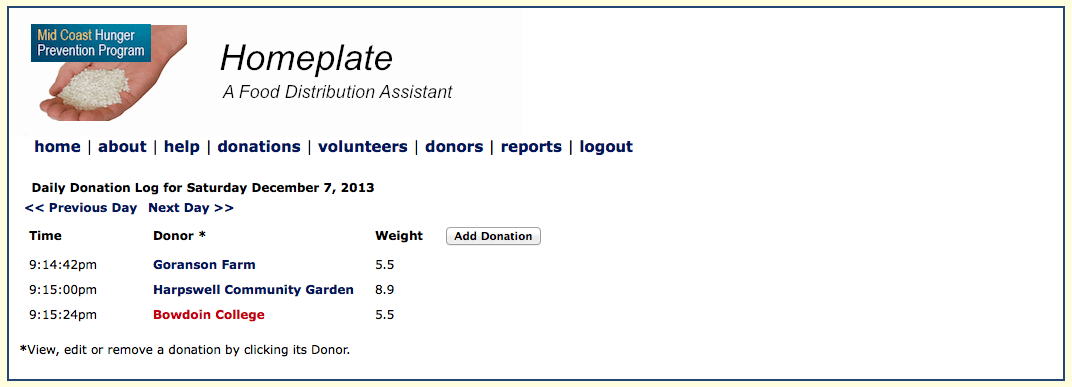 Mid Coast Hunger
Prevention Program
Homeplate
A Food Distribution Assistant
home | about | help | donations | volunteers | donors | reports | logout
Daily Donation Log for Saturday December 7, 2013
<< Previous Day Next Day >>
Time Donor * Weight Add Donation
9:14:42pm Goranson Farm 5.5
9:15:00pm Harpswell Community Garden 8.9
9:15:24pm Bowdoin College 5.5
*View, edit or remove a donation by clicking its Donor.